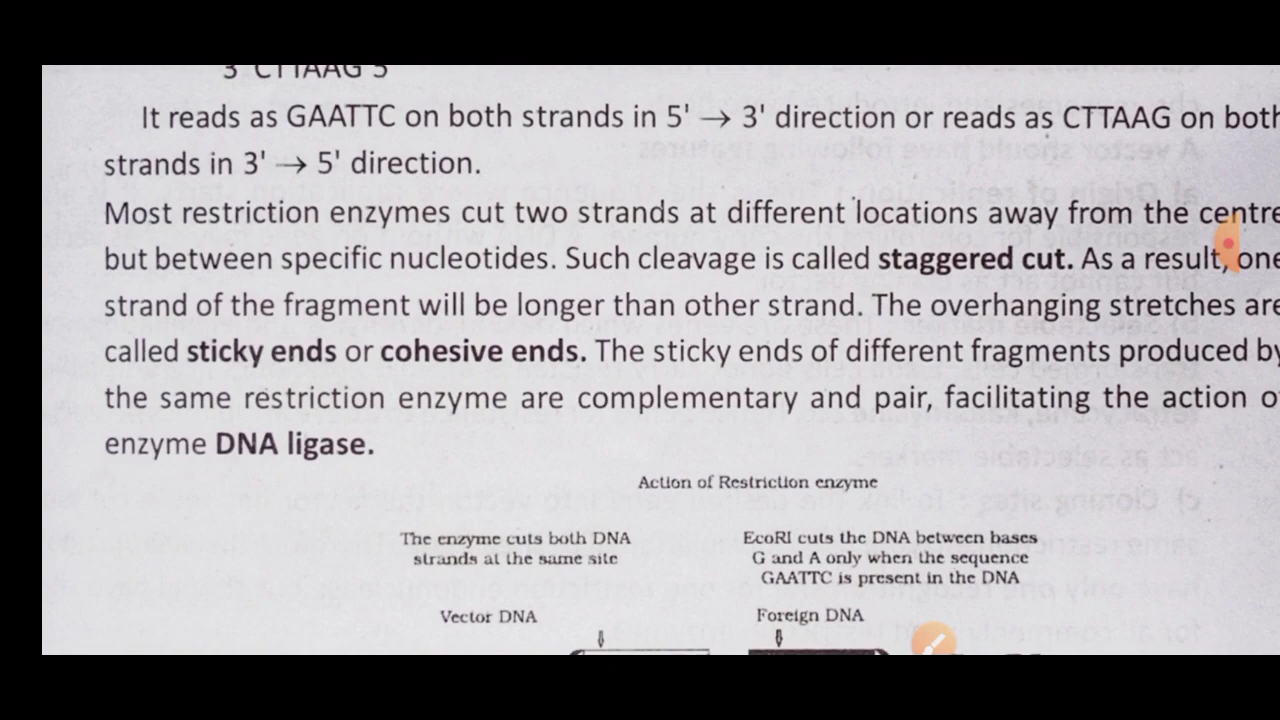 3' CTTAAG 5'
It reads as GAATTC on both strands in 5' → 3' direction or reads as CTTAAG on both
strands in 3' → 5' direction.
Most restriction enzymes cut two strands at different locations away from the centre
but between specific nucleotides. Such cleavage is called staggered cut. As a result, one
strand of the fragment will be longer than other strand. The overhanging stretches are
called sticky ends or cohesive ends. The sticky ends of different fragments produced by
the same restriction enzyme are complementary and pair, facilitating the action of
enzyme DNA ligase.
Action of Restriction enzyme
The enzyme cuts both DNA
strands at the same site
EcoRI cuts the DNA between bases
G and A only when the sequence
GAATTC is present in the DNA
Vector DNA
Foreign DNA